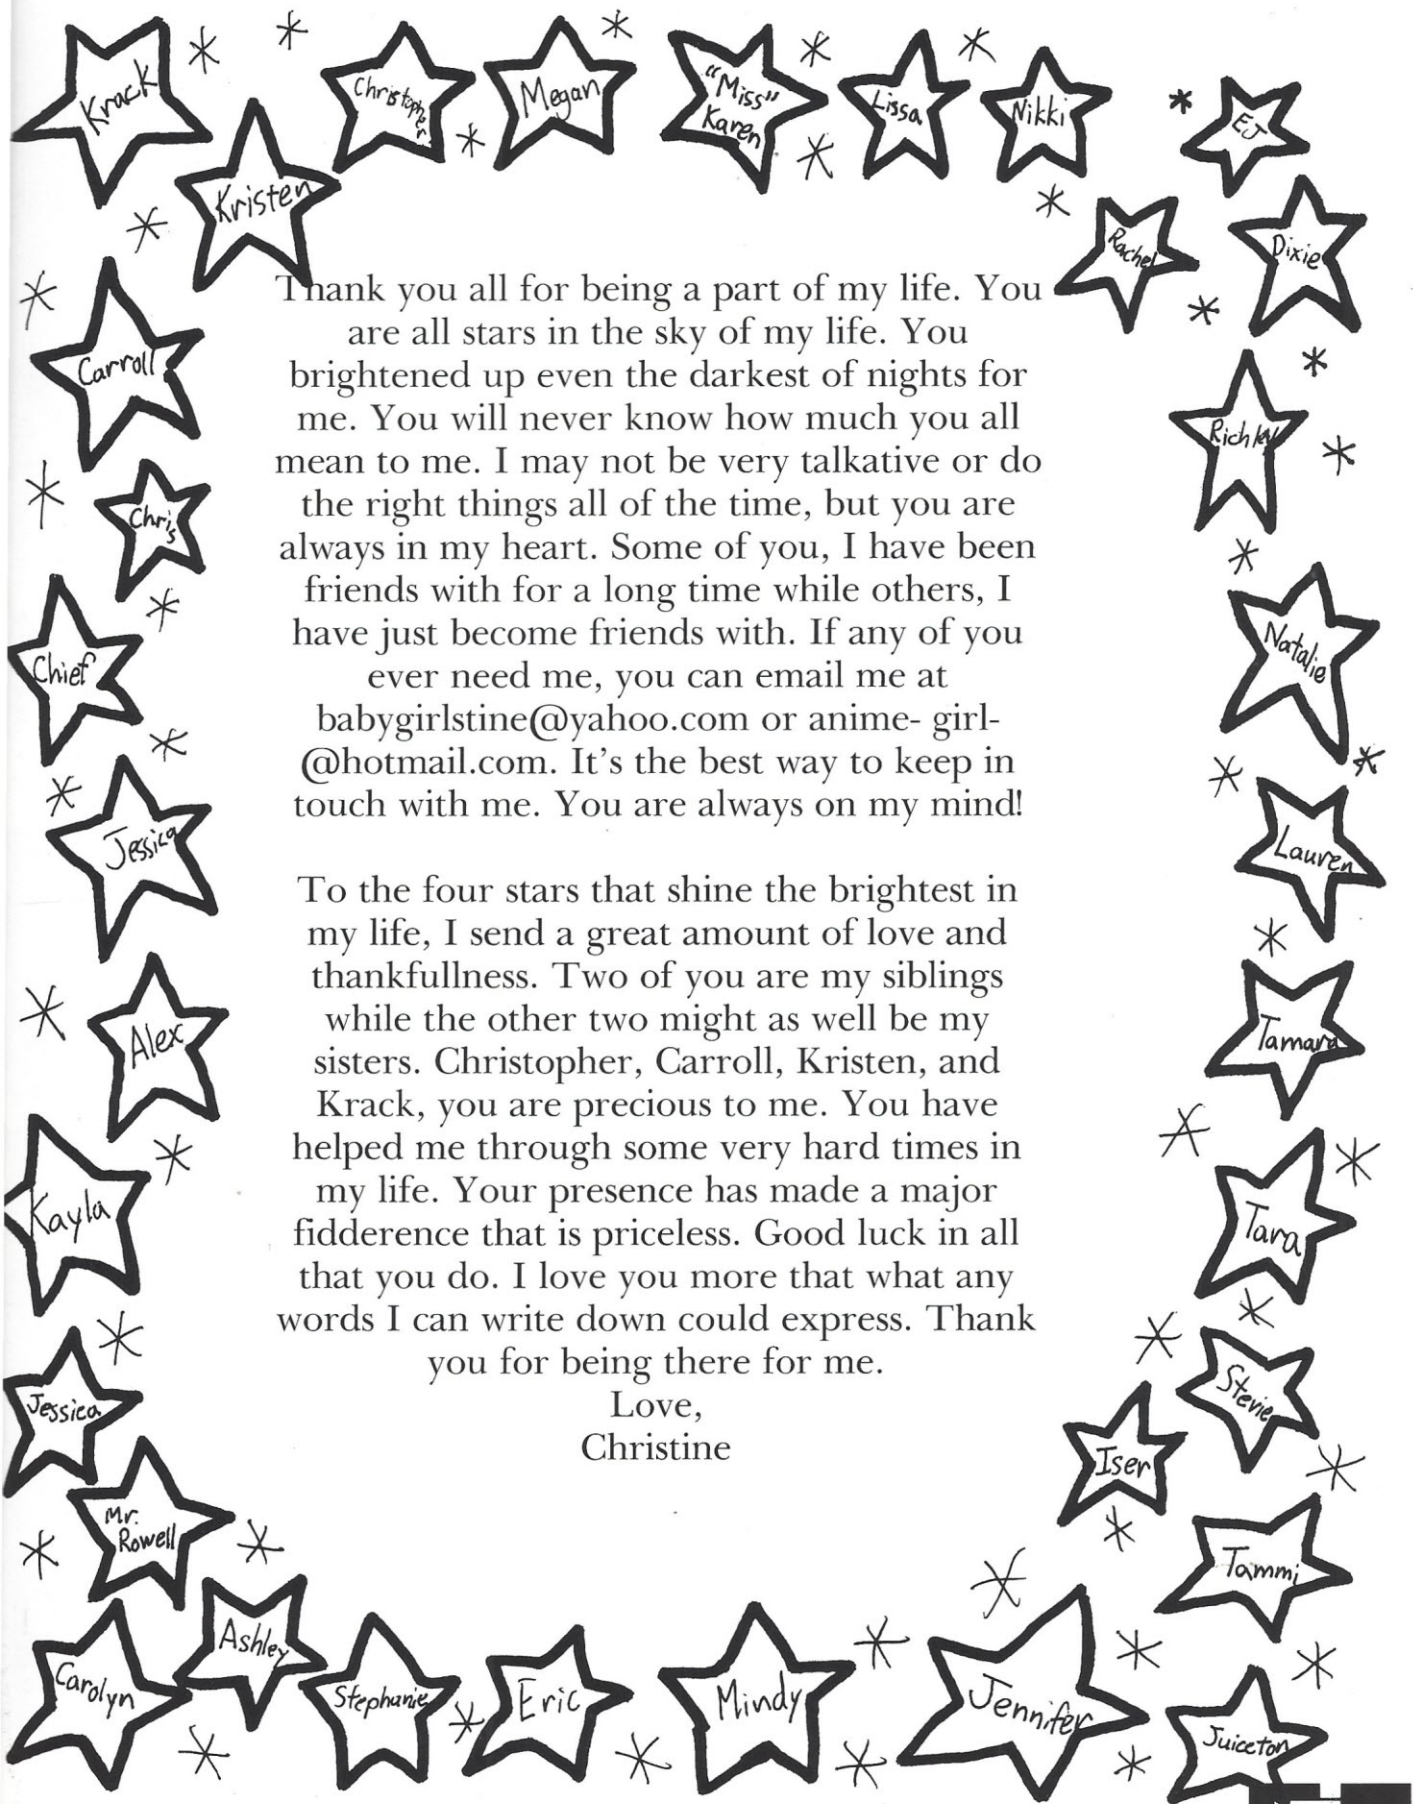 Krack
Christopher
Megan
"Miss"
Karen
Lissa
Nikki
EJ
Kristen
Rachel
Dixie
Carroll
Richley
Chris
Natalie
Chief
Lauren
Jessica
Tamara
Alex
Tara
Kayla
Stevie
Jessica
Iser
Mr.
Rowell
Tammi
Ashley
Carolyn
Stephanie
Eric
Mindy
Jennifer
Juiceton
Thank you all for being a part of my life. You
are all stars in the sky of my life. You
brightened up even the darkest of nights for
me. You will never know how much you all
mean to me. I may not be very talkative or do
the right things all of the time, but you are
always in my heart. Some of you, I have been
friends with for a long time while others, I
have just become friends with. If any of you
ever need me, you can email me at
babygirlstine@yahoo.com or anime- girl-
@hotmail.com. It's the best way to keep in
touch with me. You are always on my mind!
To the four stars that shine the brightest in
my life, I send a great amount of love and
thankfullness. Two of you are my siblings
while the other two might as well be my
sisters. Christopher, Carroll, Kristen, and
Krack, you are precious to me. You have
helped me through some very hard times in
my life. Your presence has made a major
fidderence that is priceless. Good luck in all
that you do. I love you more that what any
words I can write down could express. Thank
you for being there for me.
Love,
Christine